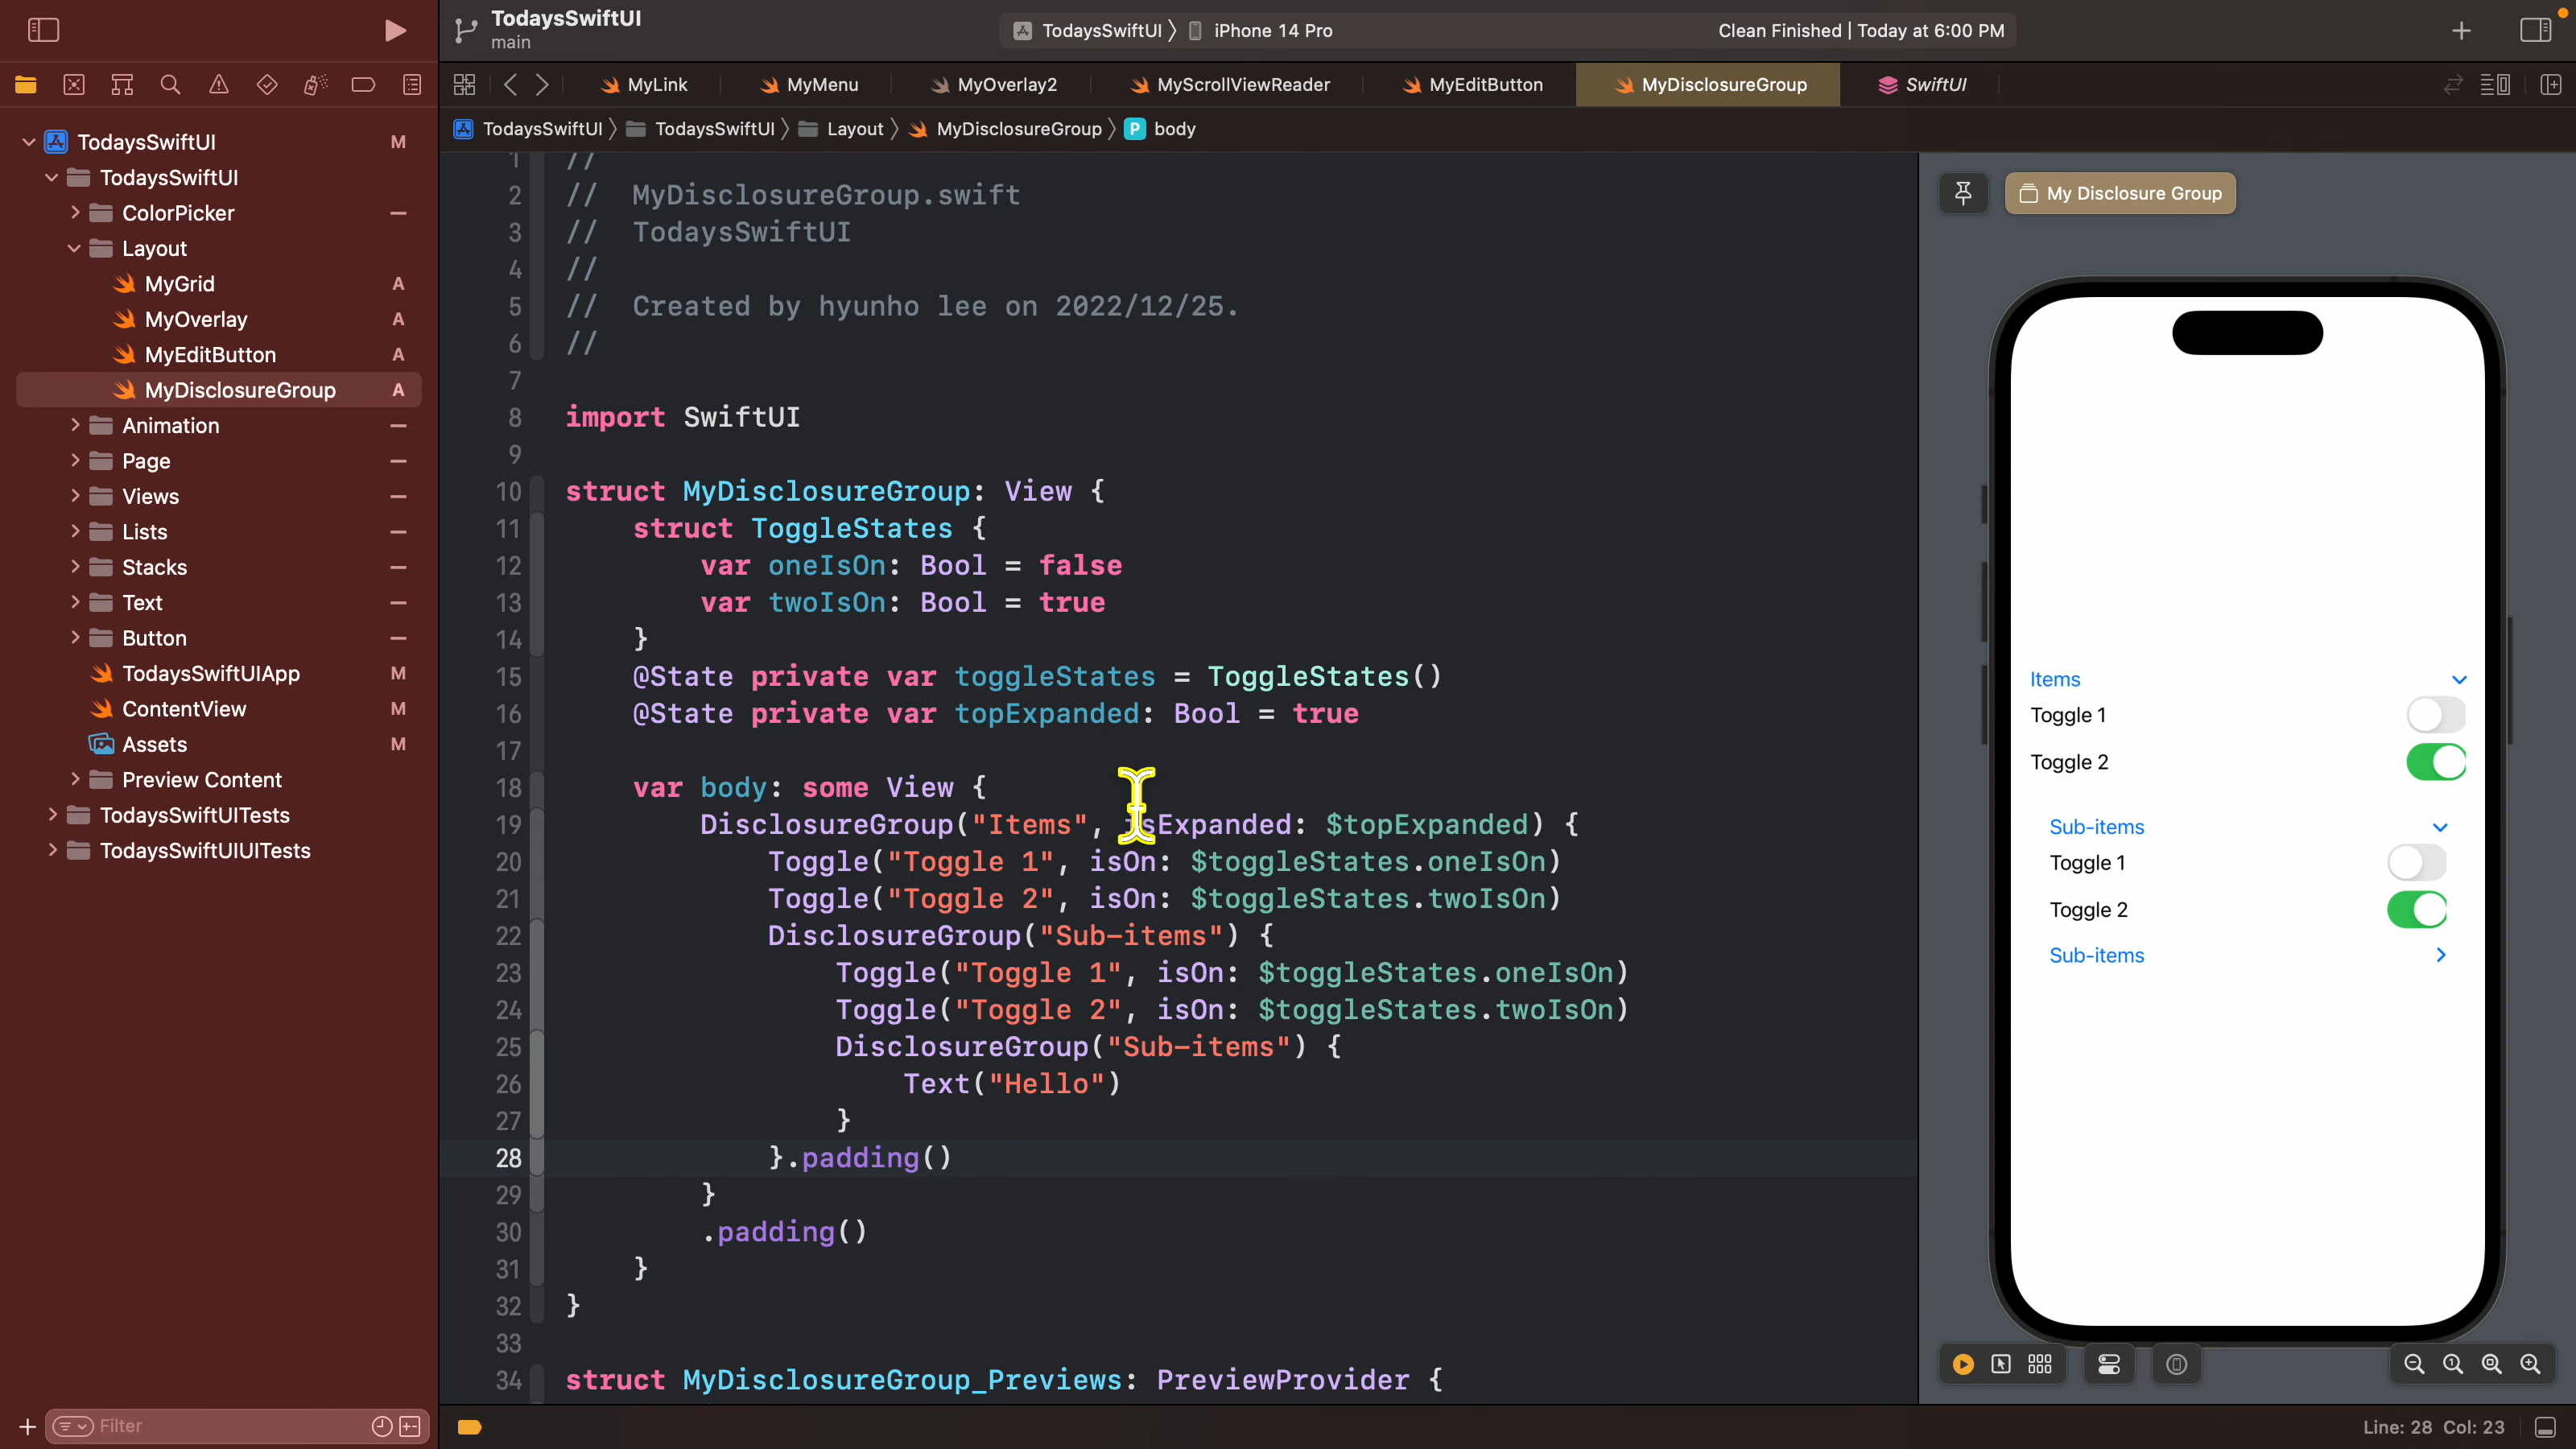 TodaysSwiftUI
main
TodaysSwiftUI 〉 iPhone 14 Pro
Clean Finished | Today at 6:00 PM
MyLink
MyMenu
MyOverlay2
MyScrollViewReader
MyEditButton
MyDisclosureGroup
SwiftUI
TodaysSwiftUI 〉 TodaysSwiftUI 〉 Layout 〉 MyDisclosureGroup 〉 P body
TodaysSwiftUI M
TodaysSwiftUI
ColorPicker
Layout
MyGrid A
MyOverlay A
MyEditButton A
MyDisclosureGroup A
Animation
Page
Views
Lists
Stacks
Text
Button
TodaysSwiftUIApp M
ContentView M
Assets M
Preview Content
TodaysSwiftUITests
TodaysSwiftUIUITests
Filter
1 //
2 // MyDisclosureGroup.swift
3 // TodaysSwiftUI
4 //
5 // Created by hyunho lee on 2022/12/25.
6 //
7
8 import SwiftUI
9
10 struct MyDisclosureGroup: View {
11 struct ToggleStates {
12 var oneIsOn: Bool = false
13 var twoIsOn: Bool = true
14 }
15 @State private var toggleStates = ToggleStates()
16 @State private var topExpanded: Bool = true
17
18 var body: some View {
19 DisclosureGroup("Items", isExpanded: $topExpanded) {
20 Toggle("Toggle 1", isOn: $toggleStates.oneIsOn)
21 Toggle("Toggle 2", isOn: $toggleStates.twoIsOn)
22 DisclosureGroup("Sub-items") {
23 Toggle("Toggle 1", isOn: $toggleStates.oneIsOn)
24 Toggle("Toggle 2", isOn: $toggleStates.twoIsOn)
25 DisclosureGroup("Sub-items") {
26 Text("Hello")
27 }
28 }.padding()
29 }
30 .padding()
31 }
32 }
33
34 struct MyDisclosureGroup_Previews: PreviewProvider {
My Disclosure Group
Items
Toggle 1
Toggle 2
Sub-items
Toggle 1
Toggle 2
Sub-items
Line: 28 Col: 23